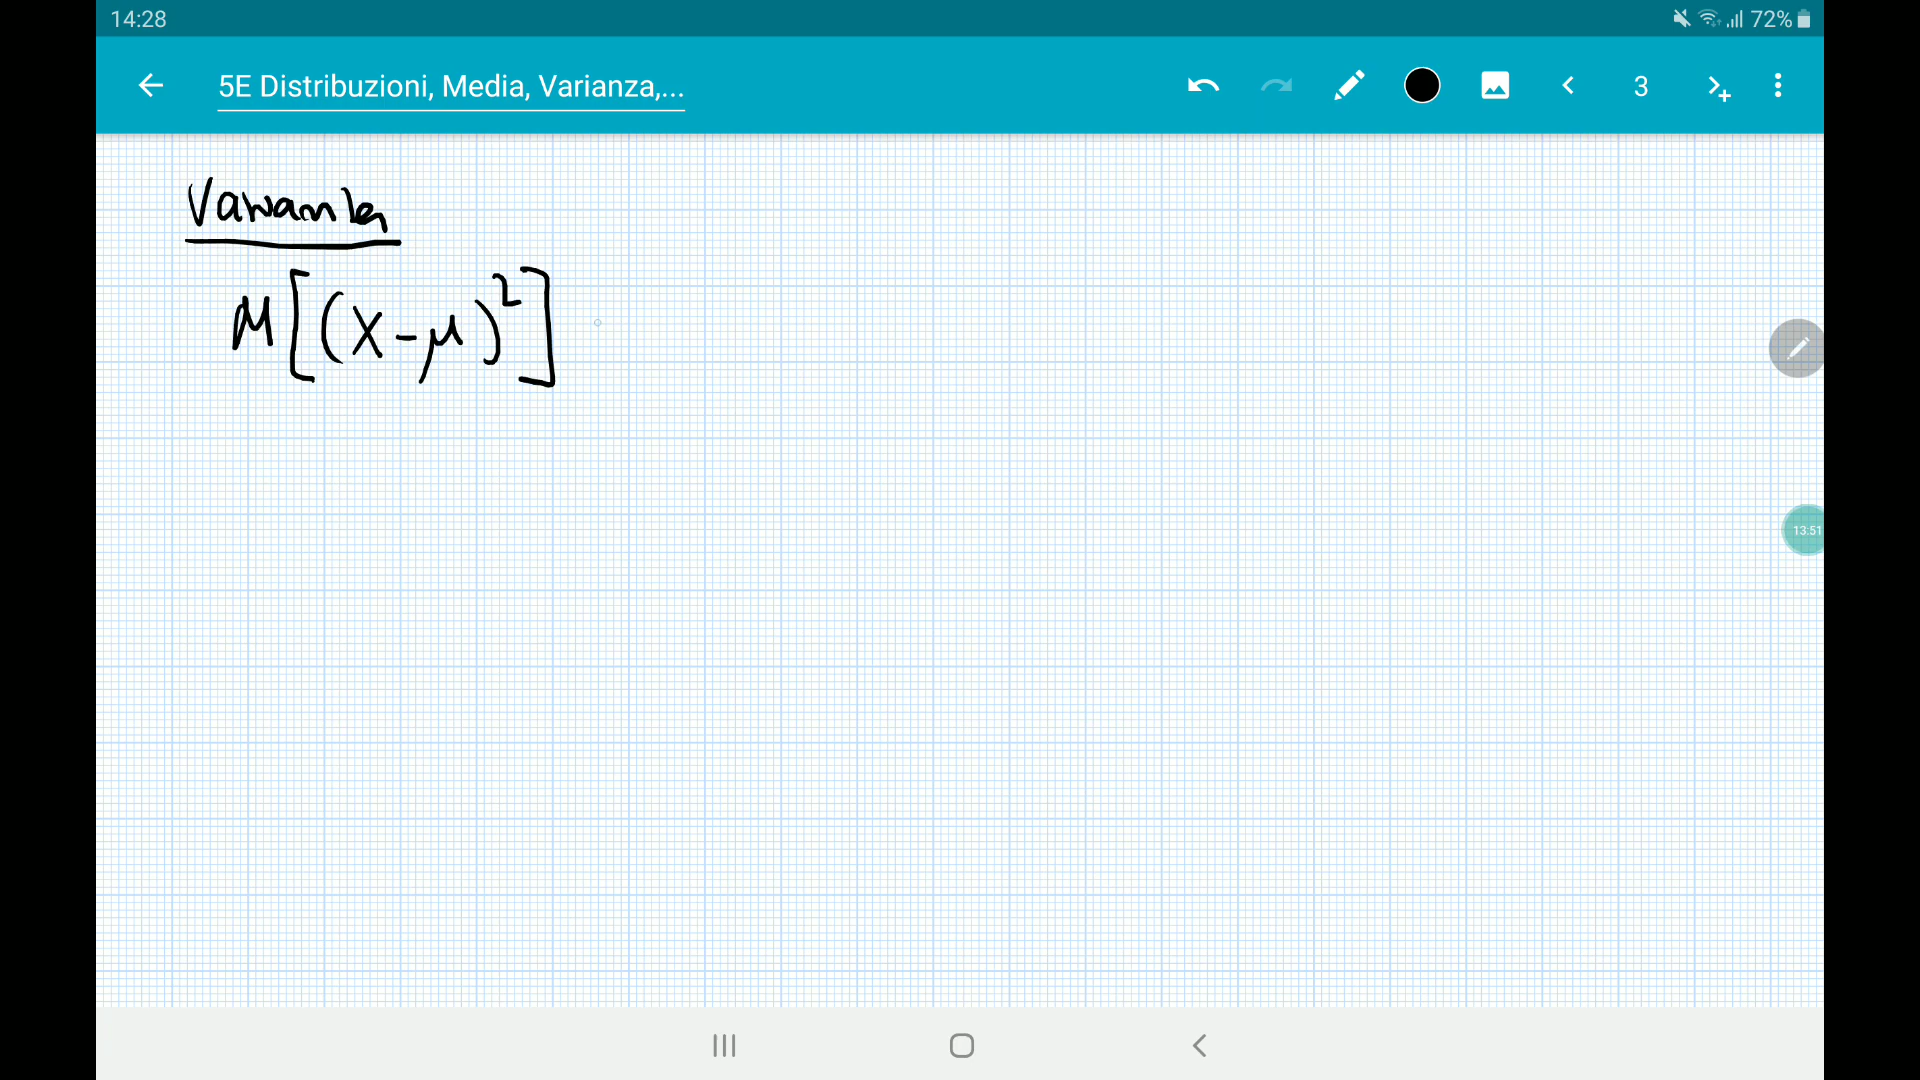 14:28 72%
5E Distribuzioni, Media, Varianza,... 3
Varianza
M[(X-μ)²]
13:51